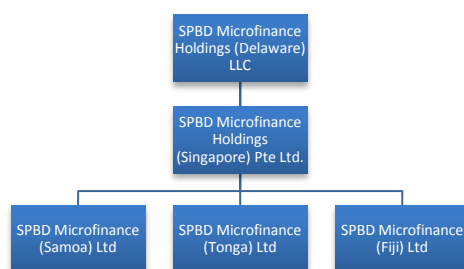 SPBD Microfinance
Holdings (Delaware)
LLC
SPBD Microfinance
Holdings
(Singapore) Pte Ltd.
SPBD Microfinance
(Samoa) Ltd
SPBD Microfinance
(Tonga) Ltd
SPBD Microfinance
(Fiji) Ltd